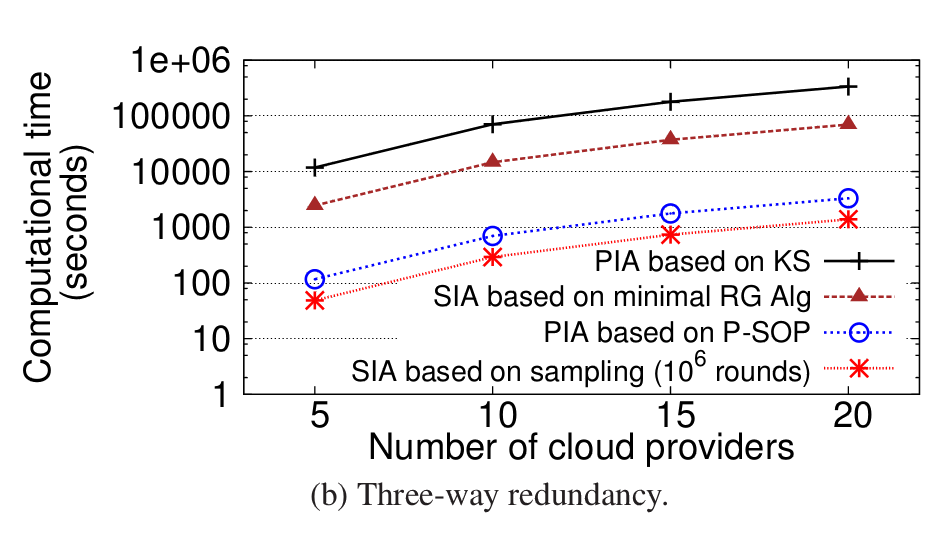 Computational time
(seconds)
1e+06
100000
10000
1000
100
10
1
PIA based on KS
SIA based on minimal RG Alg
PIA based on P-SOP
SIA based on sampling (10^6 rounds)
5 10 15 20
Number of cloud providers
(b) Three-way redundancy.